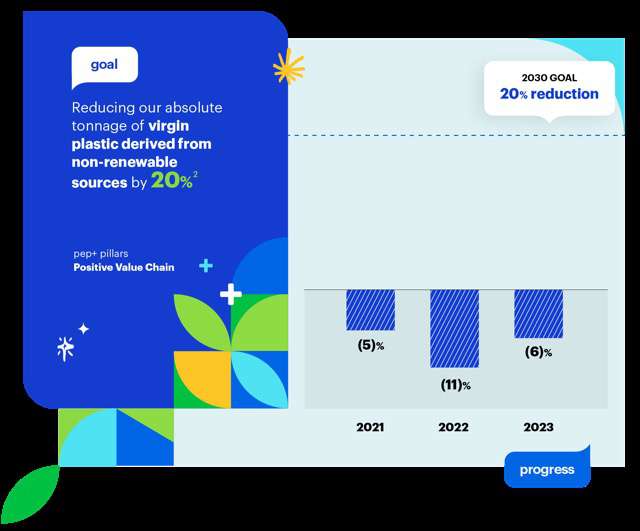 goal
Reducing our absolute
tonnage of virgin
plastic derived from
non-renewable
sources by 20%2
pep+ pillars
Positive Value Chain
2030 GOAL
20% reduction
(5)%
(11)%
(6)%
2021
2022
2023
progress